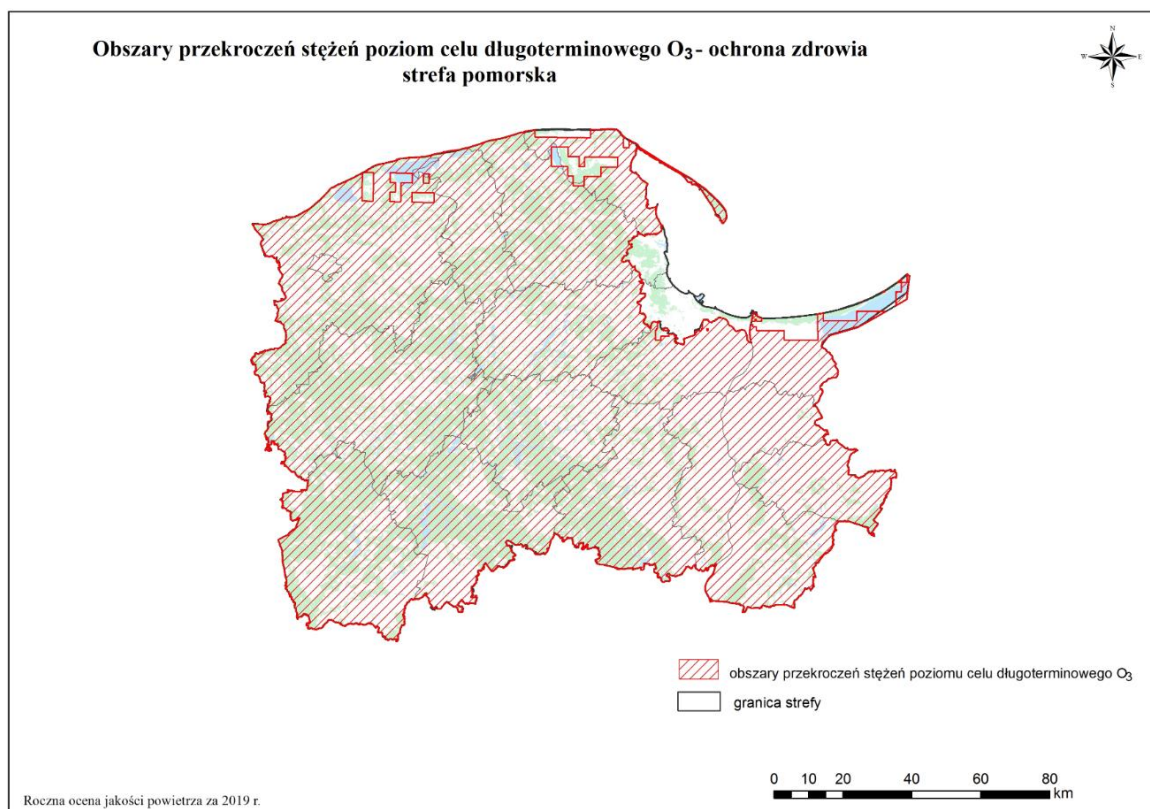 Obszary przekroczeń stężeń poziom celu długoterminowego O₃ - ochrona zdrowia
strefa pomorska
N
W E
S
obszary przekroczeń stężeń poziomu celu długoterminowego O₃
granica strefy
0 10 20 40 60 80
km
Roczna ocena jakości powietrza za 2019 r.